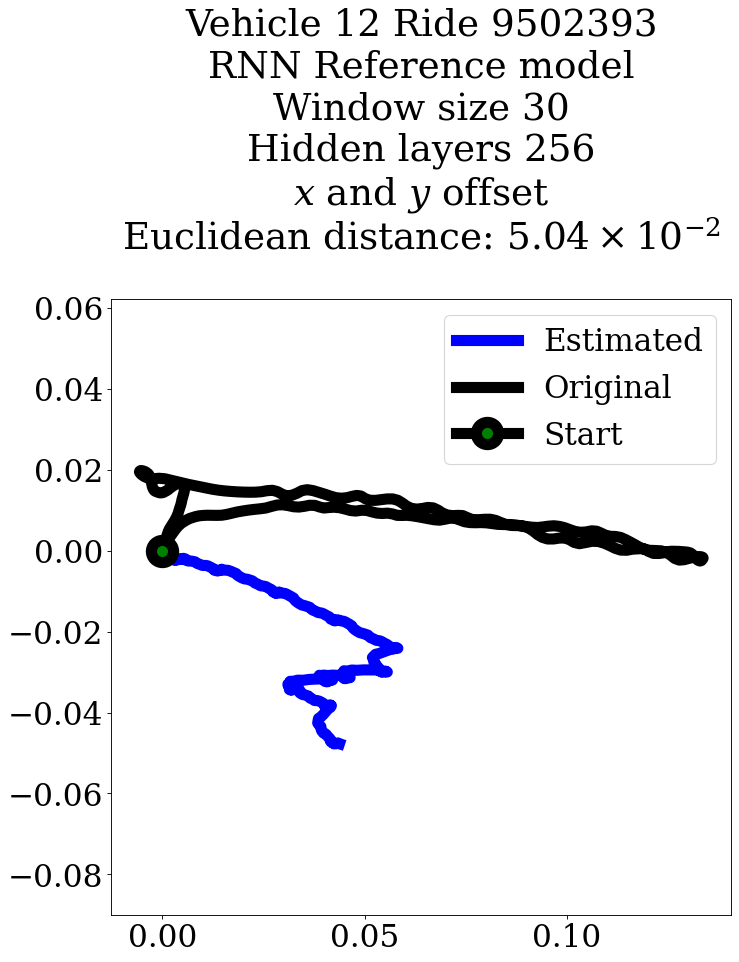 Vehicle 12 Ride 9502393
RNN Reference model
Window size 30
Hidden layers 256
x and y offset
Euclidean distance: 5.04 × 10⁻²
Estimated
Original
Start
0.06
0.04
0.02
0.00
−0.02
−0.04
−0.06
−0.08
0.00 0.05 0.10